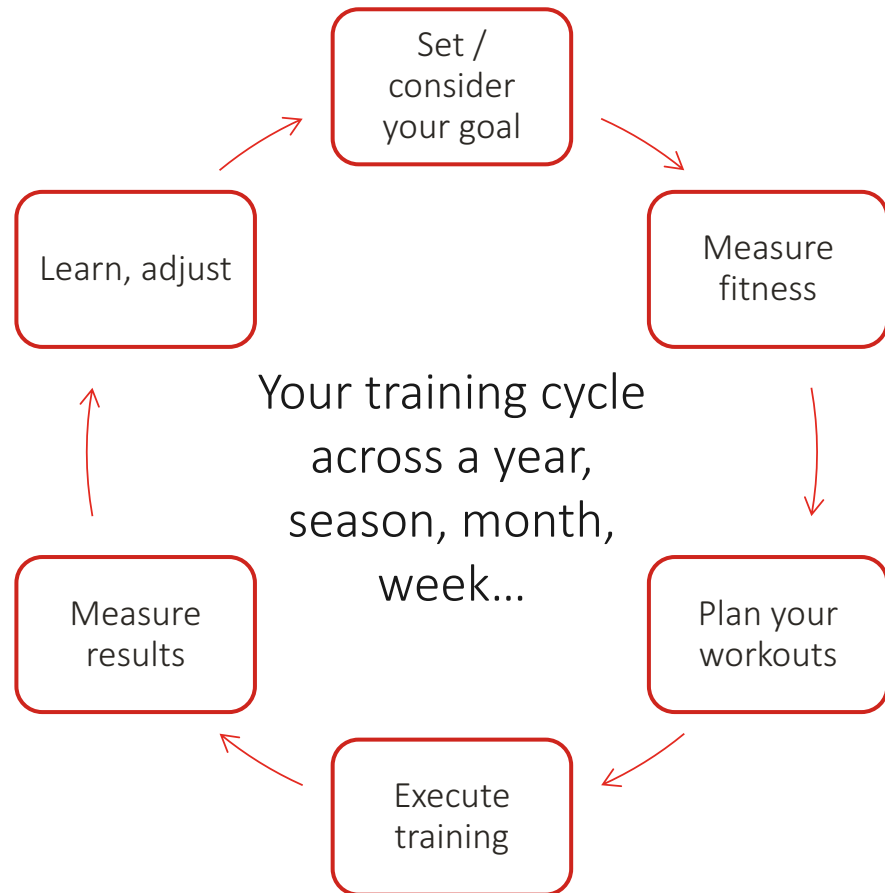 Set /
consider
your goal
Learn, adjust
Measure
fitness
Your training cycle
across a year,
season, month,
week...
Measure
results
Plan your
workouts
Execute
training